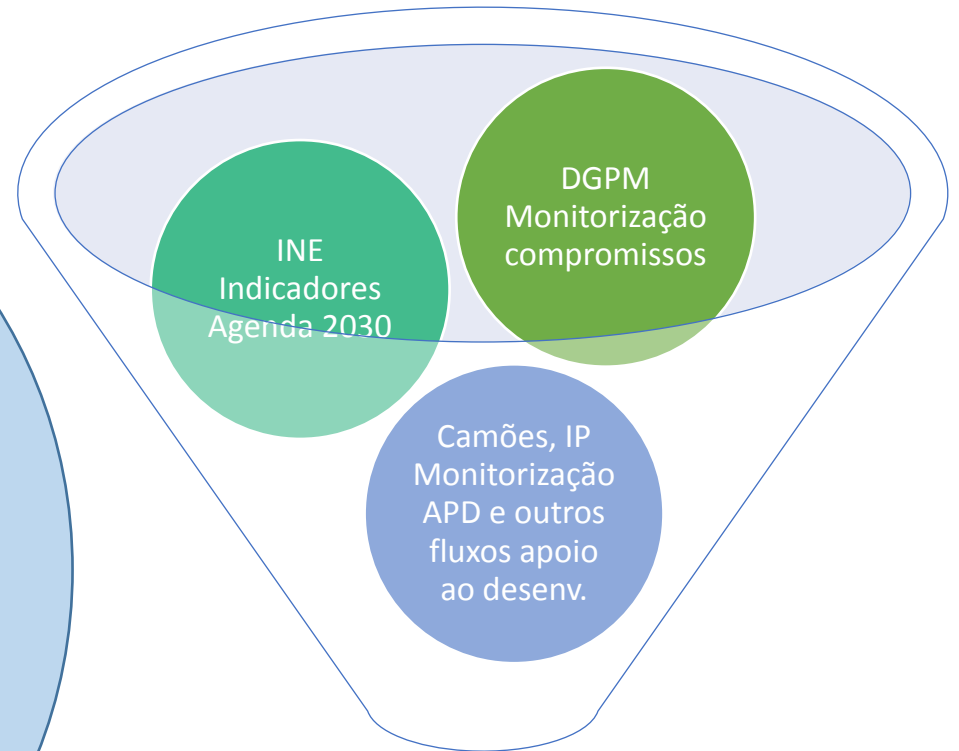 INE
Indicadores
Agenda 2030
DGPM
Monitorização
compromissos
Camões, IP
Monitorização
APD e outros
fluxos apoio
ao desenv.